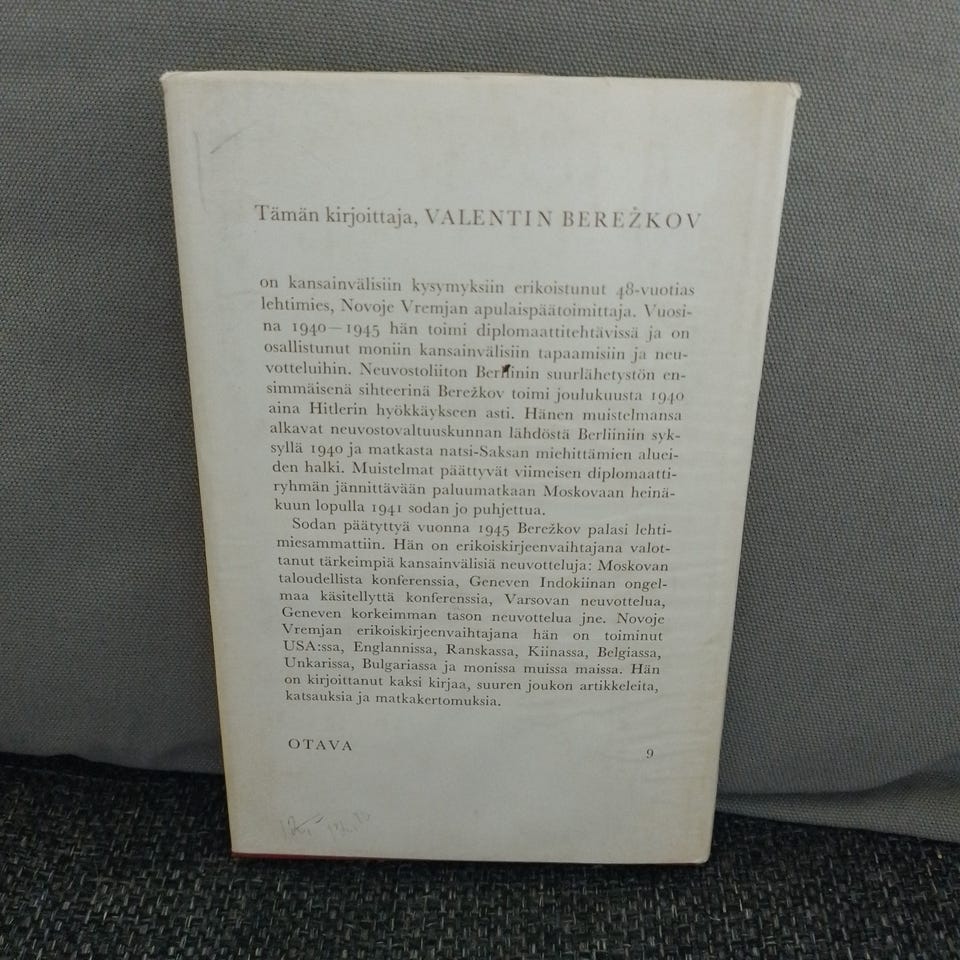 Tämän kirjoittaja, VALENTIN BEREŽKOV
on kansainvälisiin kysymyksiin erikoistunut 48-vuotias
lehtimies, Novoje Vremjan apulaispäätoimittaja. Vuosi-
na 1940—1945 hän toimi diplomaattitehtävissä ja on
osallistunut moniin kansainvälisiin tapaamisiin ja neu-
votteluihin. Neuvostoliiton Berliinin suurlähetystön en-
simmäisenä sihteerinä Berežkov toimi joulukuusta 1940
aina Hitlerin hyökkäykseen asti. Hänen muistelmansa
alkavat neuvostovaltuuskunnan lähdöstä Berliiniin syk-
syllä 1940 ja matkasta natsi-Saksan miehittämien aluei-
den halki. Muistelmat päättyvät viimeisen diplomaatti-
ryhmän jännittävään paluumatkaan Moskovaan heinä-
kuun lopulla 1941 sodan jo puhjettua.
Sodan päätyttyä vuonna 1945 Berežkov palasi lehti-
miesammattiin. Hän on erikoiskirjeenvaihtajana valot-
tanut tärkeimpiä kansainvälisiä neuvotteluja: Moskovan
taloudellista konferenssia, Geneven Indokiinan ongel-
maa käsitellyttä konferenssia, Varsovan neuvottelua,
Geneven korkeimman tason neuvottelua jne. Novoje
Vremjan erikoiskirjeenvaihtajana hän on toiminut
USA:ssa, Englannissa, Ranskassa, Kiinassa, Belgiassa,
Unkarissa, Bulgariassa ja monissa muissa maissa. Hän
on kirjoittanut kaksi kirjaa, suuren joukon artikkeleita,
katsauksia ja matkakertomuksia.
OTAVA
9